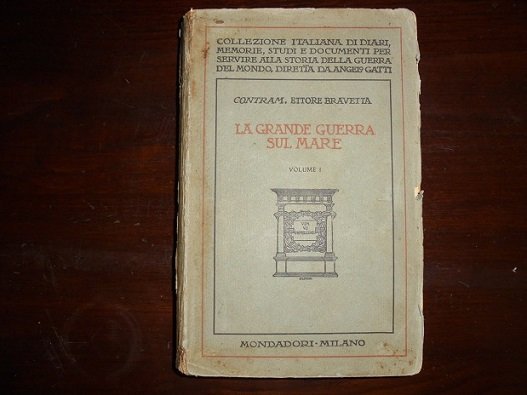 COLLEZIONE ITALIANA DI DIARI,
MEMORIE, STUDI E DOCUMENTI PER
SERVIRE ALLA STORIA DELLA GUERRA
DEL MONDO, DIRETTA DA ANGELO GATTI
CONTRAM. ETTORE BRAVETTA
LA GRANDE GUERRA
SUL MARE
VOLUME I
MONDADORI · MILANO